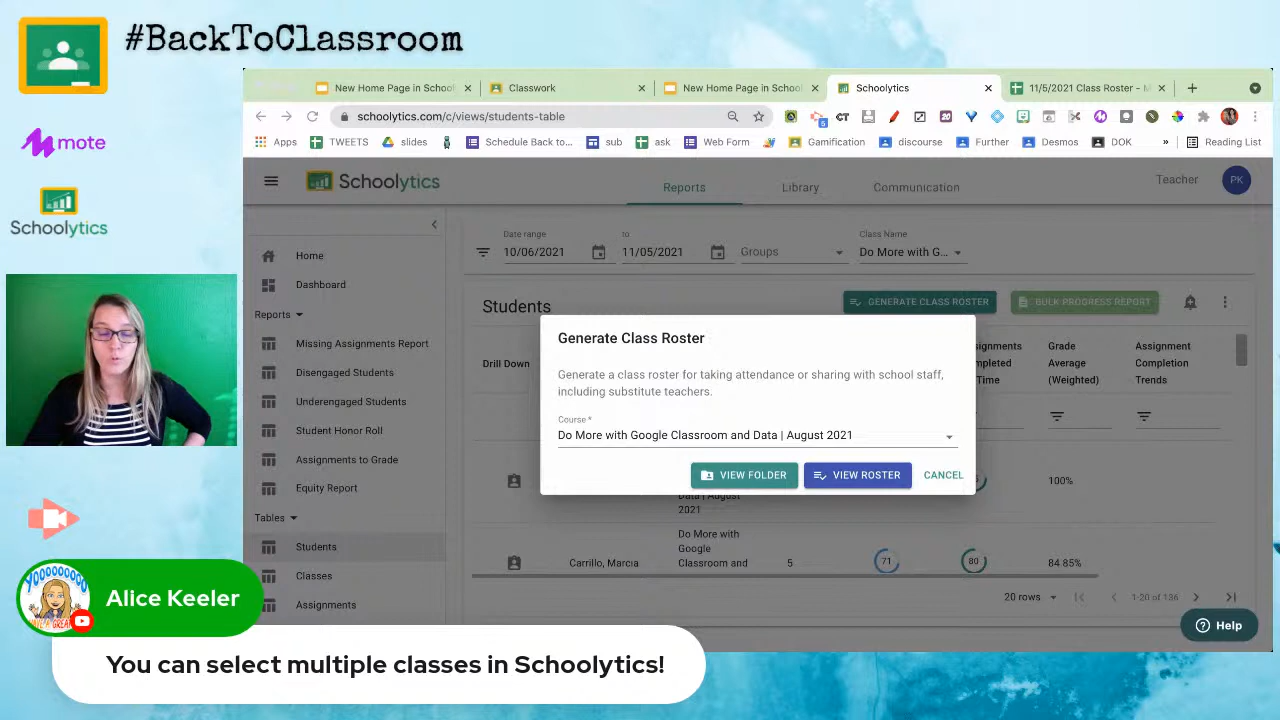 #BackToClassroom
mote
Schoolytics
New Home Page in School
Classwork
New Home Page in School
Schoolytics
11/5/2021 Class Roster - M
schoolytics.com/c/views/students-table
Apps
TWEETS
slides
Schedule Back to...
sub
ask
Web Form
Gamification
discourse
Further
Desmos
DOK
»
Reading List
Schoolytics
Reports
Library
Communication
Teacher
PK
Home
Dashboard
Reports
Missing Assignments Report
Disengaged Students
Underengaged Students
Student Honor Roll
Assignments to Grade
Equity Report
Tables
Students
Classes
Assignments
Date range
to
Class Name
10/06/2021
11/05/2021
Groups
Do More with G...
Students
GENERATE CLASS ROSTER
BULK PROGRESS REPORT
Drill Down
Grade
Average
(Weighted)
Assignment
Completion
Trends
Generate Class Roster
Generate a class roster for taking attendance or sharing with school staff,
including substitute teachers.
Course *
Do More with Google Classroom and Data | August 2021
VIEW FOLDER
VIEW ROSTER
CANCEL
100%
2021
Carrillo, Marcia
Do More with
Google
Classroom and
5
71
80
84.85%
20 rows
1-20 of 136
Help
Alice Keeler
You can select multiple classes in Schoolytics!